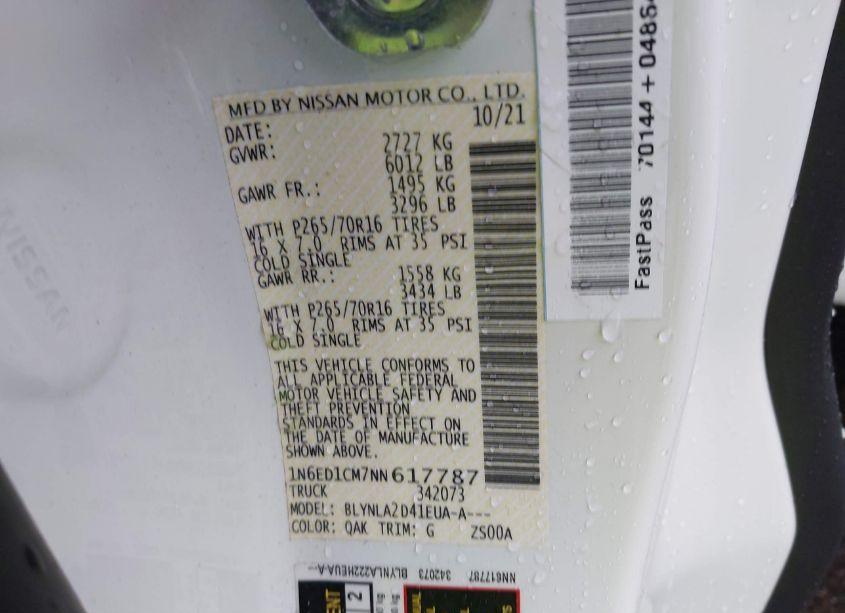 MFD BY NISSAN MOTOR CO., LTD.
DATE: 10/21
GVWR: 2727 KG
6012 LB
GAWR FR.: 1495 KG
3296 LB
WITH P265/70R16 TIRES
16 X 7.0 RIMS AT 35 PSI
COLD SINGLE
GAWR RR.: 1558 KG
3434 LB
WITH P265/70R16 TIRES
16 X 7.0 RIMS AT 35 PSI
COLD SINGLE
THIS VEHICLE CONFORMS TO
ALL APPLICABLE FEDERAL
MOTOR VEHICLE SAFETY AND
THEFT PREVENTION
STANDARDS IN EFFECT ON
THE DATE OF MANUFACTURE
SHOWN ABOVE.
1N6ED1CM7NN617787
TRUCK 342073
MODEL: BLYNLA2D41EUA-A---
COLOR: QAK TRIM: G ZS00A
FastPass 70144 + 0486
NN617787 342073 BLYNLA222HEUA-A---
NISSAN
2